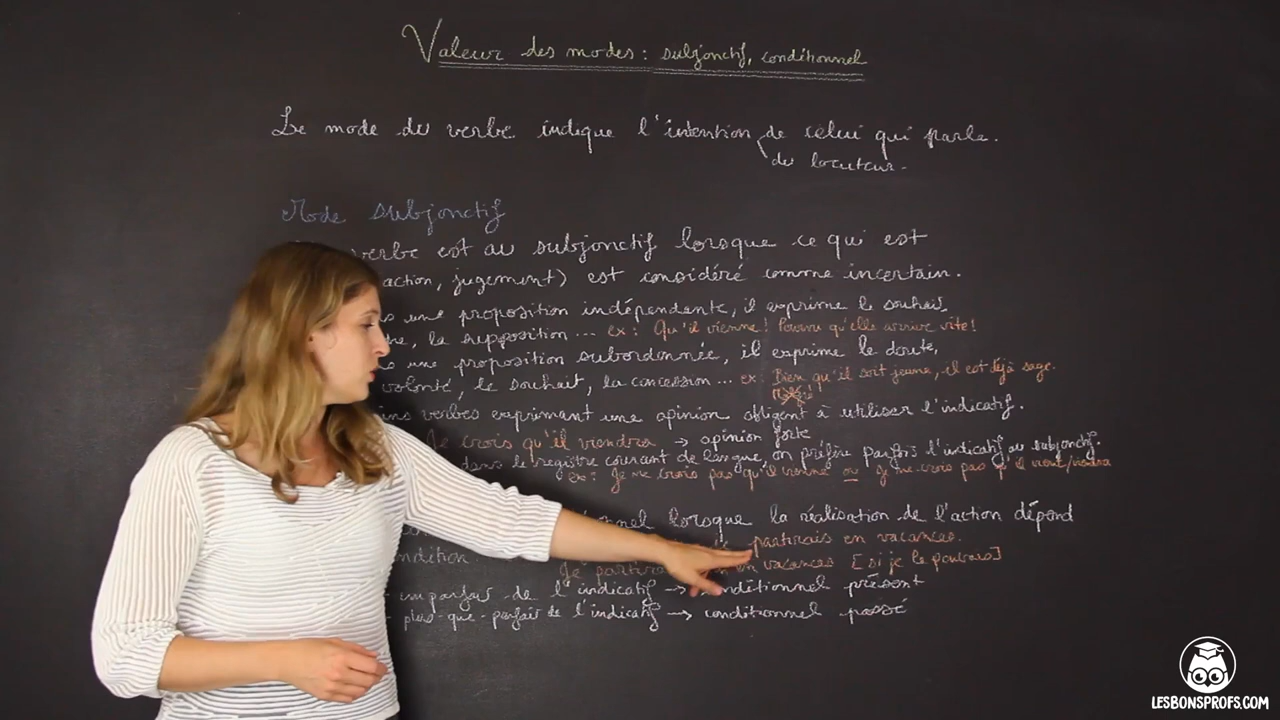 Valeur des modes : subjonctif, conditionnel
Le mode du verbe indique l'intention de celui qui parle.
du locuteur.
Mode subjonctif
verbe est au subjonctif lorsque ce qui est
action, jugement) est considéré comme incertain.
une proposition indépendante, il exprime le souhait,
la supposition ... ex : Qu'il vienne ! Pourvu qu'elle arrive vite !
une proposition subordonnée, il exprime le doute,
volonté, le souhait, la concession ... ex : Bien qu'il soit jeune, il est déjà sage.
verbes exprimant une opinion obligent à utiliser l'indicatif.
Je crois qu'il viendra → opinion forte
dans le registre courant de langue, on préfère parfois l'indicatif au subjonctif.
ex : Je ne crois pas qu'il vienne ou Je ne crois pas qu'il vient/viendra
lorsque la réalisation de l'action dépend
partirais en vacances.
Je vacances [si je le pouvais]
imparfait de l'indicatif → conditionnel présent
- plus-que-parfait de l'indicatif → conditionnel passé
LESBONSPROFS.COM